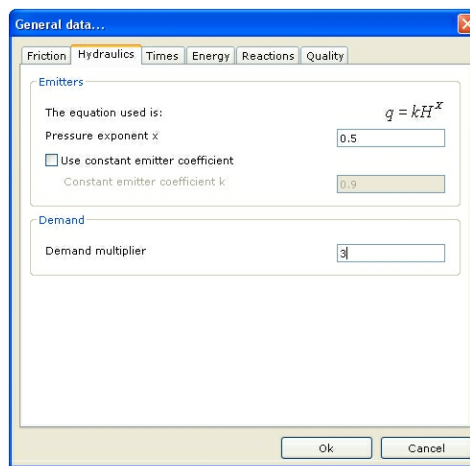 General data...
Friction Hydraulics Times Energy Reactions Quality
Emitters
The equation used is: q = kH^x
Pressure exponent x 0.5
Use constant emitter coefficient
Constant emitter coefficient k 0.9
Demand
Demand multiplier 3
Ok Cancel